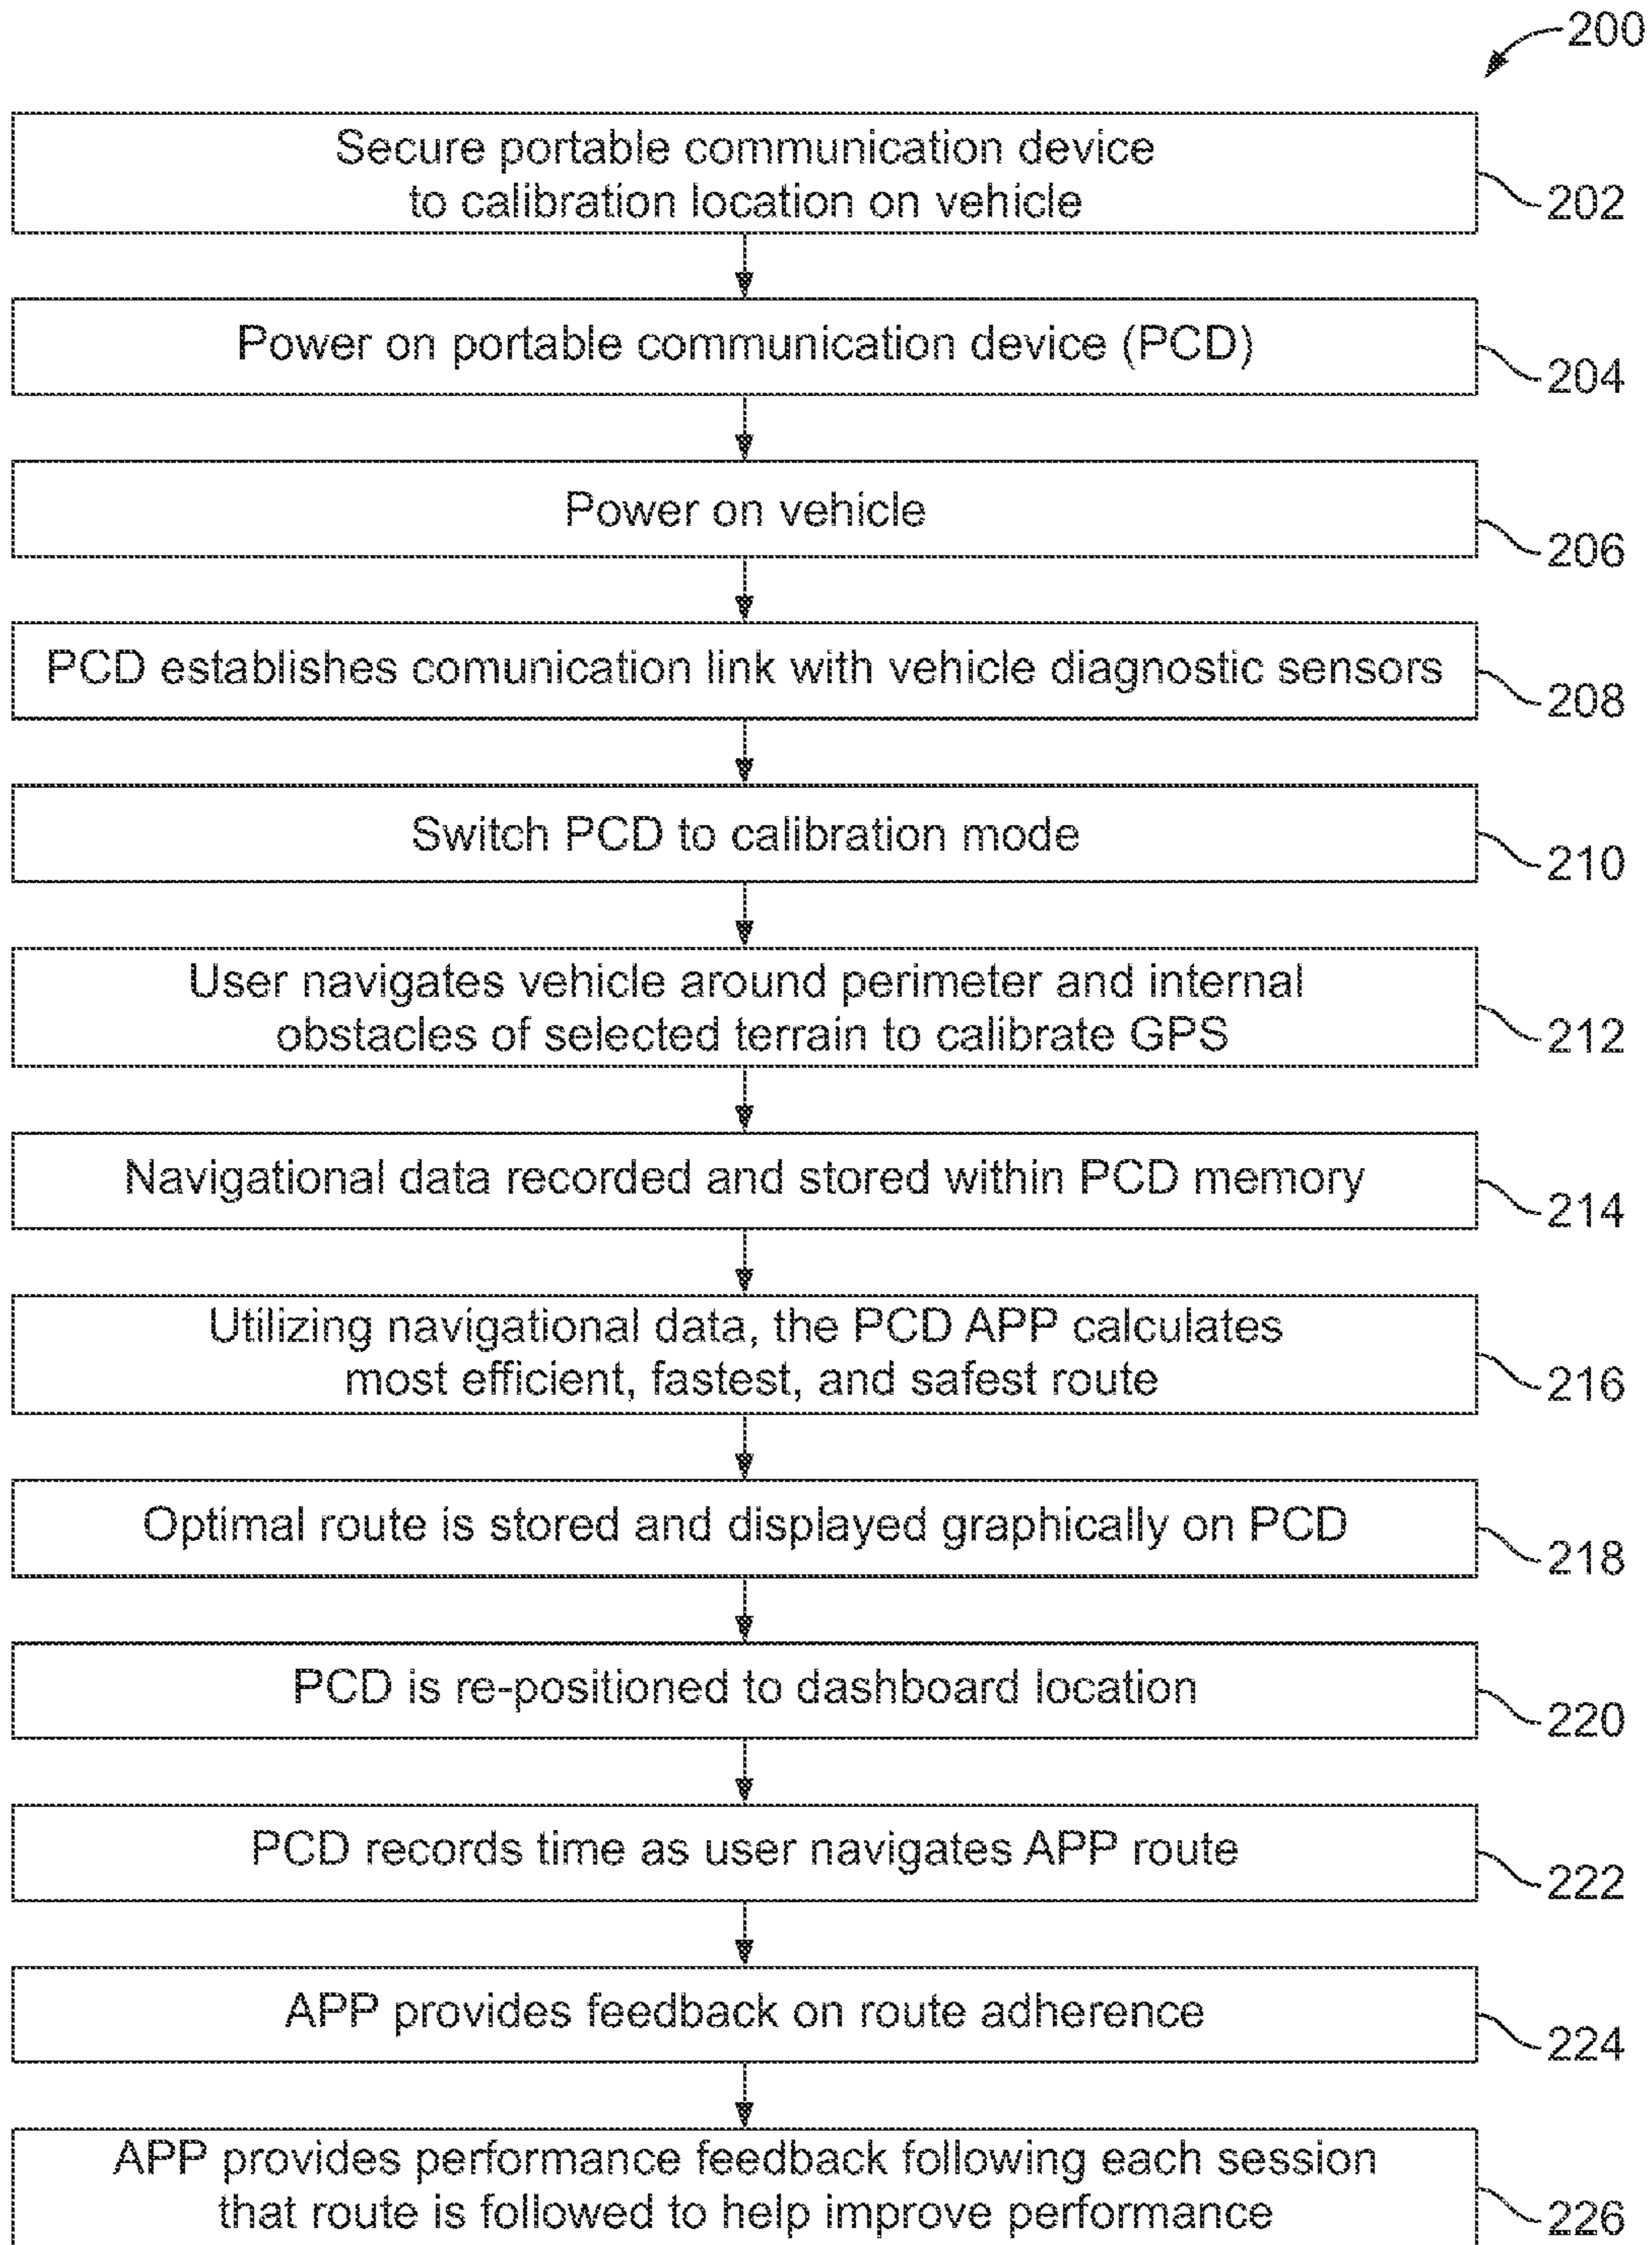 200
Secure portable communication device
to calibration location on vehicle
202
Power on portable communication device (PCD)
204
Power on vehicle
206
PCD establishes comunication link with vehicle diagnostic sensors
208
Switch PCD to calibration mode
210
User navigates vehicle around perimeter and internal
obstacles of selected terrain to calibrate GPS
212
Navigational data recorded and stored within PCD memory
214
Utilizing navigational data, the PCD APP calculates
most efficient, fastest, and safest route
216
Optimal route is stored and displayed graphically on PCD
218
PCD is re-positioned to dashboard location
220
PCD records time as user navigates APP route
222
APP provides feedback on route adherence
224
APP provides performance feedback following each session
that route is followed to help improve performance
226